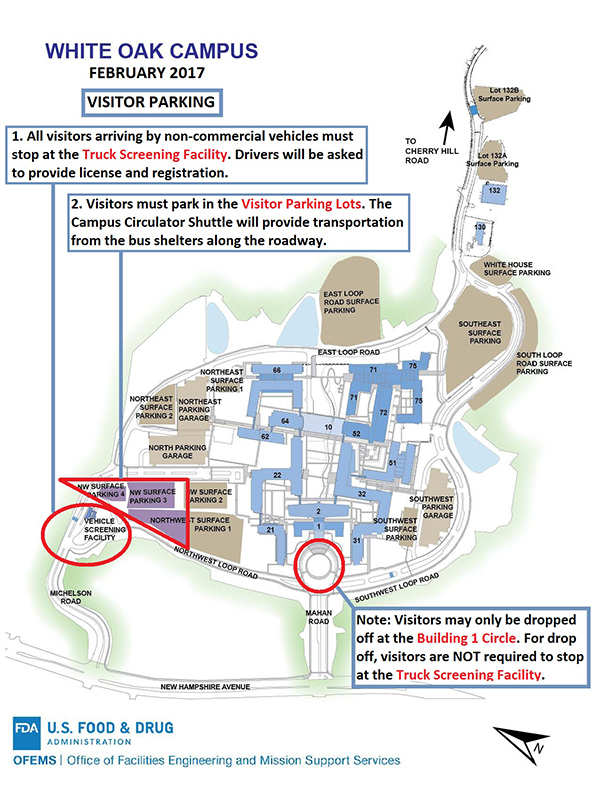 WHITE OAK CAMPUS
FEBRUARY 2017
VISITOR PARKING
1. All visitors arriving by non-commercial vehicles must
stop at the Truck Screening Facility. Drivers will be asked
to provide license and registration.
2. Visitors must park in the Visitor Parking Lots. The
Campus Circulator Shuttle will provide transportation
from the bus shelters along the roadway.
TO
CHERRY HILL
ROAD
Lot 132B
Surface Parking
Lot 132A
Surface Parking
132
130
WHITE HOUSE
SURFACE PARKING
EAST LOOP
ROAD SURFACE
PARKING
SOUTHEAST
SURFACE
PARKING
SOUTH LOOP
ROAD SURFACE
PARKING
EAST LOOP ROAD
NORTHEAST
SURFACE
PARKING 1
NORTHEAST
SURFACE
PARKING 2
NORTHEAST
PARKING
GARAGE
NORTH PARKING
GARAGE
66
71
75
71
75
72
64
10
52
62
51
22
32
2
1
21
31
NW SURFACE
PARKING 4
NW SURFACE
PARKING 3
NW SURFACE
PARKING 2
NORTHWEST SURFACE
PARKING 1
VEHICLE
SCREENING
FACILITY
SOUTHWEST
PARKING
GARAGE
SOUTHWEST
SURFACE
PARKING
NORTHWEST LOOP ROAD
SOUTHWEST LOOP ROAD
MICHELSON
ROAD
MAHAN
ROAD
NEW HAMPSHIRE AVENUE
Note: Visitors may only be dropped
off at the Building 1 Circle. For drop
off, visitors are NOT required to stop
at the Truck Screening Facility.
FDA U.S. FOOD & DRUG
ADMINISTRATION
OFEMS | Office of Facilities Engineering and Mission Support Services
N